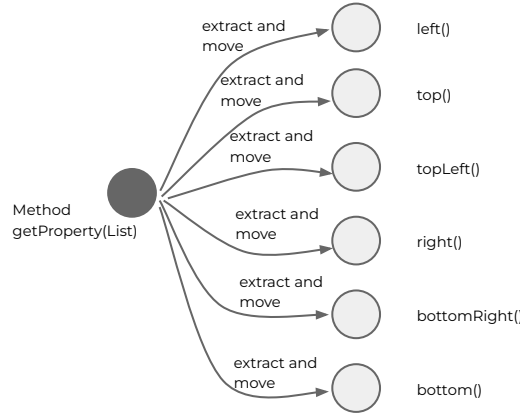 extract and
move
left()
extract and
move
top()
extract and
move
topLeft()
Method
getProperty(List)
extract and
move
right()
extract and
move
bottomRight()
extract and
move
bottom()